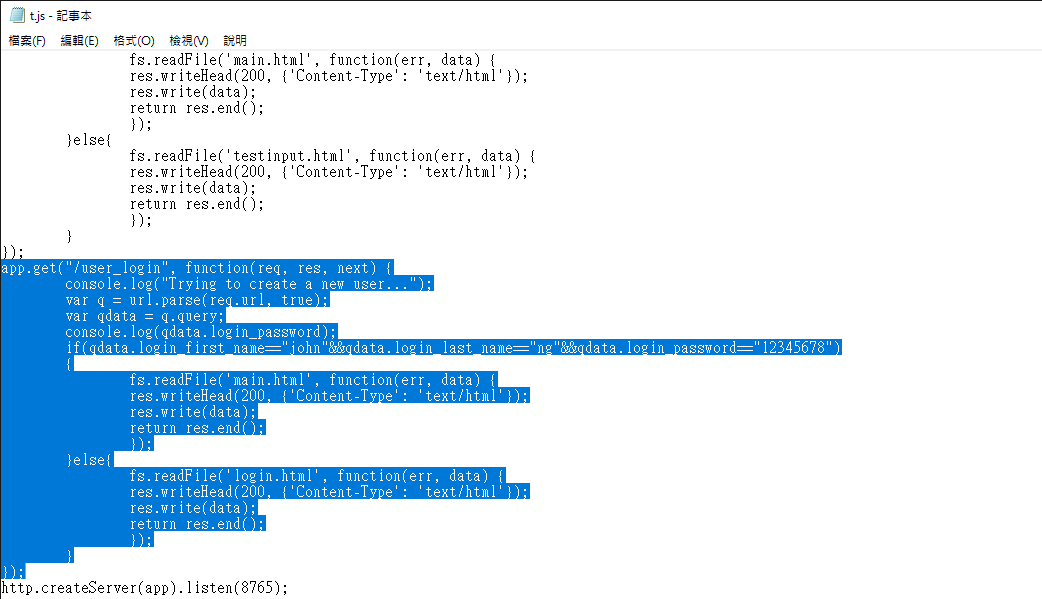 t.js - 記事本
檔案(F) 編輯(E) 格式(O) 檢視(V) 說明
fs.readFile('main.html', function(err, data) {
res.writeHead(200, {'Content-Type': 'text/html'});
res.write(data);
return res.end();
});
}else{
fs.readFile('testinput.html', function(err, data) {
res.writeHead(200, {'Content-Type': 'text/html'});
res.write(data);
return res.end();
});
}
});
app.get("/user_login", function(req, res, next) {
console.log("Trying to create a new user...");
var q = url.parse(req.url, true);
var qdata = q.query;
console.log(qdata.login_password);
if(qdata.login_first_name=="john"&&qdata.login_last_name=="ng"&&qdata.login_password=="12345678")
{
fs.readFile('main.html', function(err, data) {
res.writeHead(200, {'Content-Type': 'text/html'});
res.write(data);
return res.end();
});
}else{
fs.readFile('login.html', function(err, data) {
res.writeHead(200, {'Content-Type': 'text/html'});
res.write(data);
return res.end();
});
}
});
http.createServer(app).listen(8765);